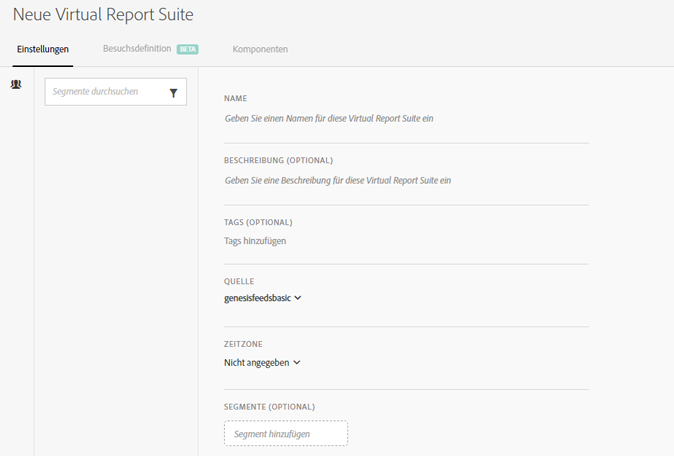 Neue Virtual Report Suite
Einstellungen
Besuchsdefinition BETA
Komponenten
Segmente durchsuchen
NAME
Geben Sie einen Namen für diese Virtual Report Suite ein
BESCHREIBUNG (OPTIONAL)
Geben Sie eine Beschreibung für diese Virtual Report Suite ein
TAGS (OPTIONAL)
Tags hinzufügen
QUELLE
genesisfeedsbasic
ZEITZONE
Nicht angegeben
SEGMENTE (OPTIONAL)
Segment hinzufügen